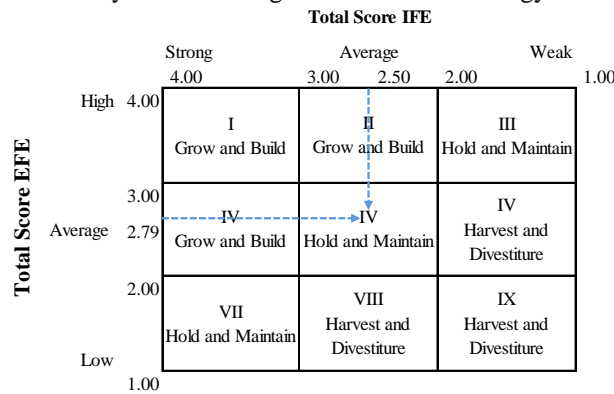 Total Score IFE
Strong Average Weak
4.00 3.00 2.50 2.00 1.00
High 4.00
I II III
Grow and Build Grow and Build Hold and Maintain
3.00
IV IV IV
Average 2.79
Grow and Build Hold and Maintain Harvest and Divestiture
2.00
VII VIII IX
Hold and Maintain Harvest and Divestiture Harvest and Divestiture
Low
1.00
Total Score EFE